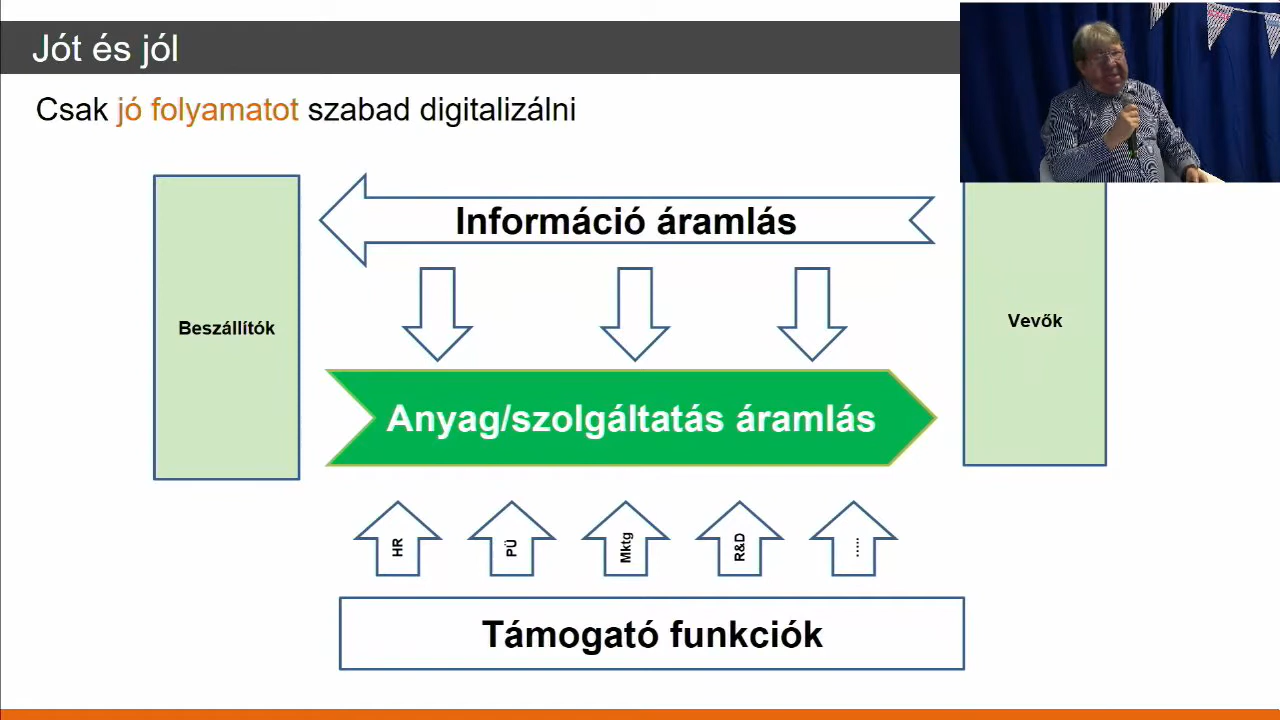 Jót és jól
Csak jó folyamatot szabad digitalizálni
Információ áramlás
Beszállítók
Vevők
Anyag/szolgáltatás áramlás
HR
PÜ
Mktg
R&D
.....
Támogató funkciók